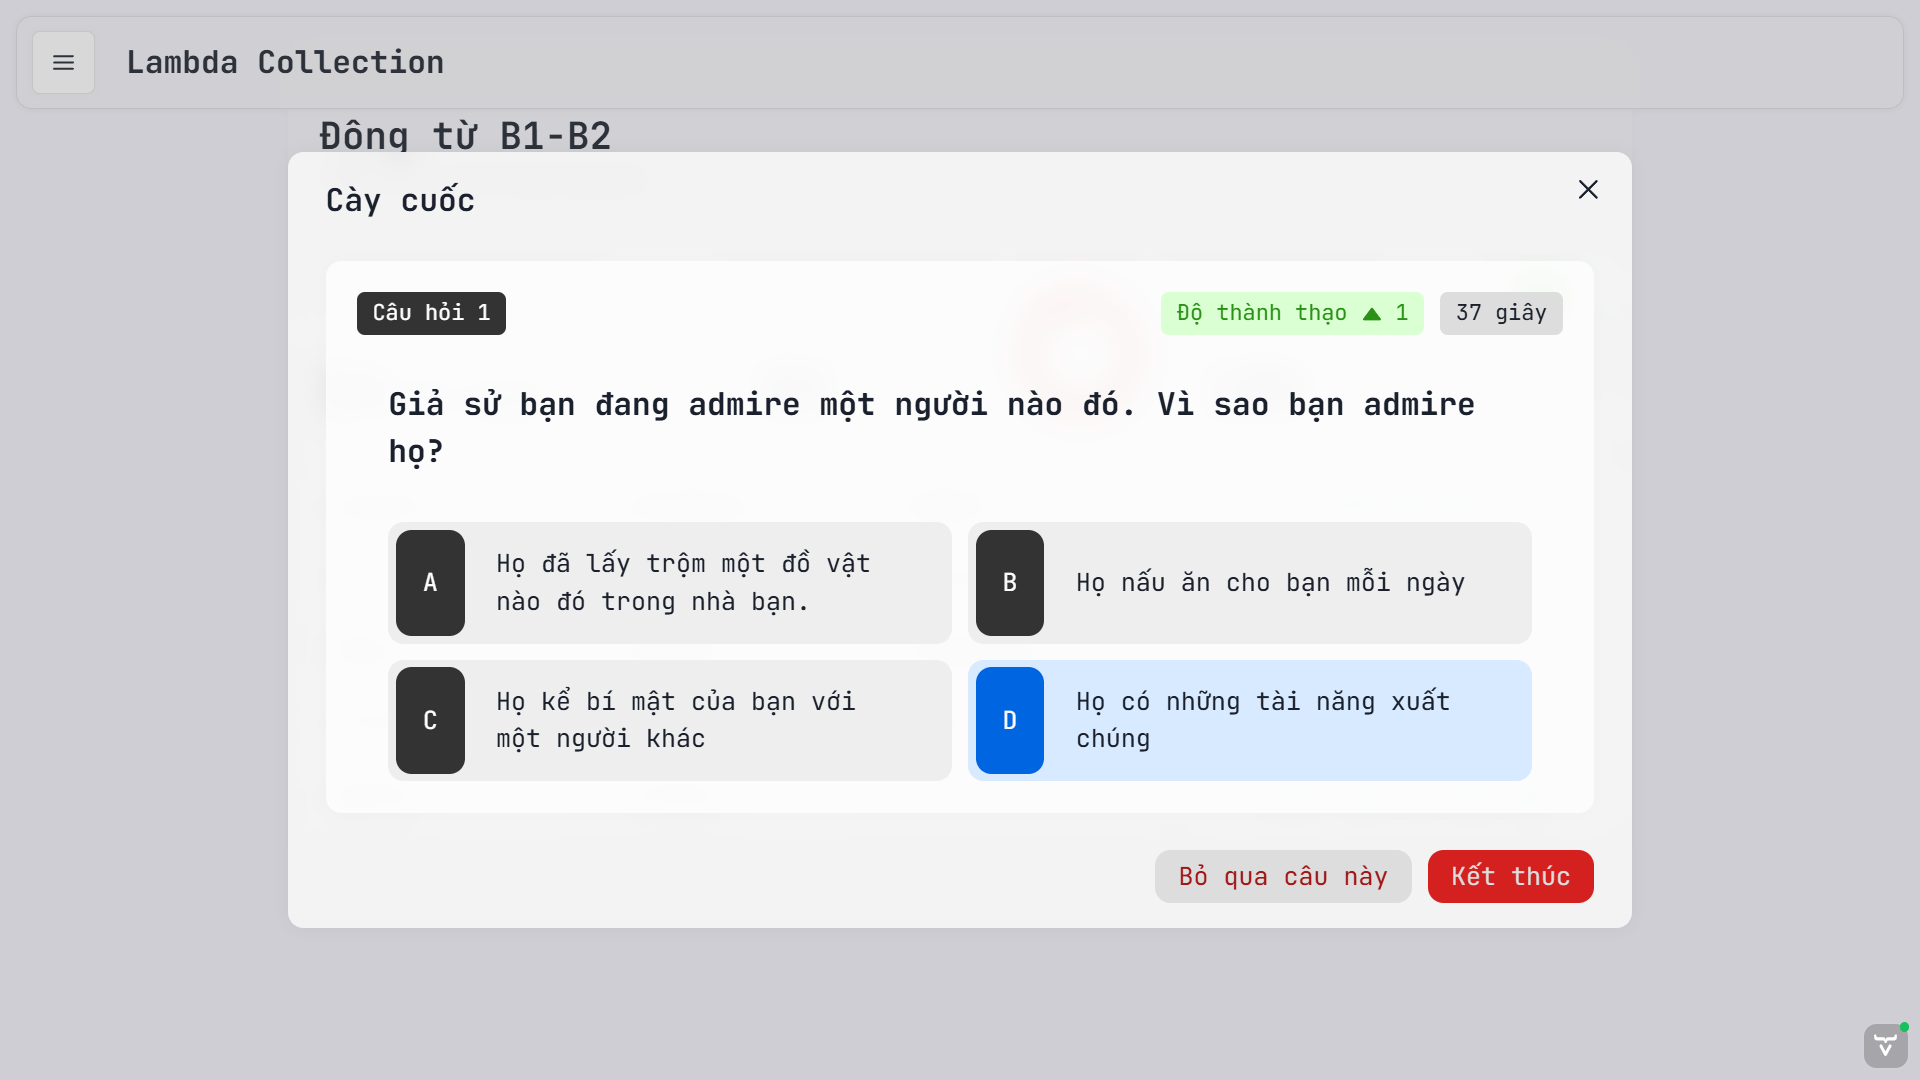 Lambda Collection
Động từ B1-B2
Cày cuốc
Câu hỏi 1
Độ thành thạo ▲ 1
37 giây
Giả sử bạn đang admire một người nào đó. Vì sao bạn admire
họ?
A
Họ đã lấy trộm một đồ vật
nào đó trong nhà bạn.
B
Họ nấu ăn cho bạn mỗi ngày
C
Họ kể bí mật của bạn với
một người khác
D
Họ có những tài năng xuất
chúng
Bỏ qua câu này
Kết thúc